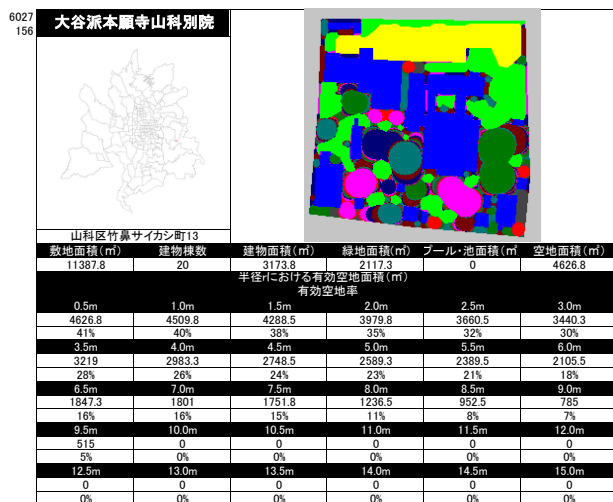 6027
156
大谷派本願寺山科別院
山科区竹鼻サイカシ町13
敷地面積(㎡) 建物棟数 建物面積(㎡) 緑地面積(㎡ プール・池面積(㎡ 空地面積(㎡)
11387.8 20 3173.8 2117.3 0 4626.8
半径rにおける有効空地面積(㎡)
有効空地率
0.5m 1.0m 1.5m 2.0m 2.5m 3.0m
4626.8 4509.8 4288.5 3979.8 3660.5 3440.3
41% 40% 38% 35% 32% 30%
3.5m 4.0m 4.5m 5.0m 5.5m 6.0m
3219 2983.3 2748.5 2589.3 2389.5 2105.5
28% 26% 24% 23% 21% 18%
6.5m 7.0m 7.5m 8.0m 8.5m 9.0m
1847.3 1801 1751.8 1236.5 952.5 785
16% 16% 15% 11% 8% 7%
9.5m 10.0m 10.5m 11.0m 11.5m 12.0m
515 0 0 0 0 0
5% 0% 0% 0% 0% 0%
12.5m 13.0m 13.5m 14.0m 14.5m 15.0m
0 0 0 0 0 0
0% 0% 0% 0% 0% 0%